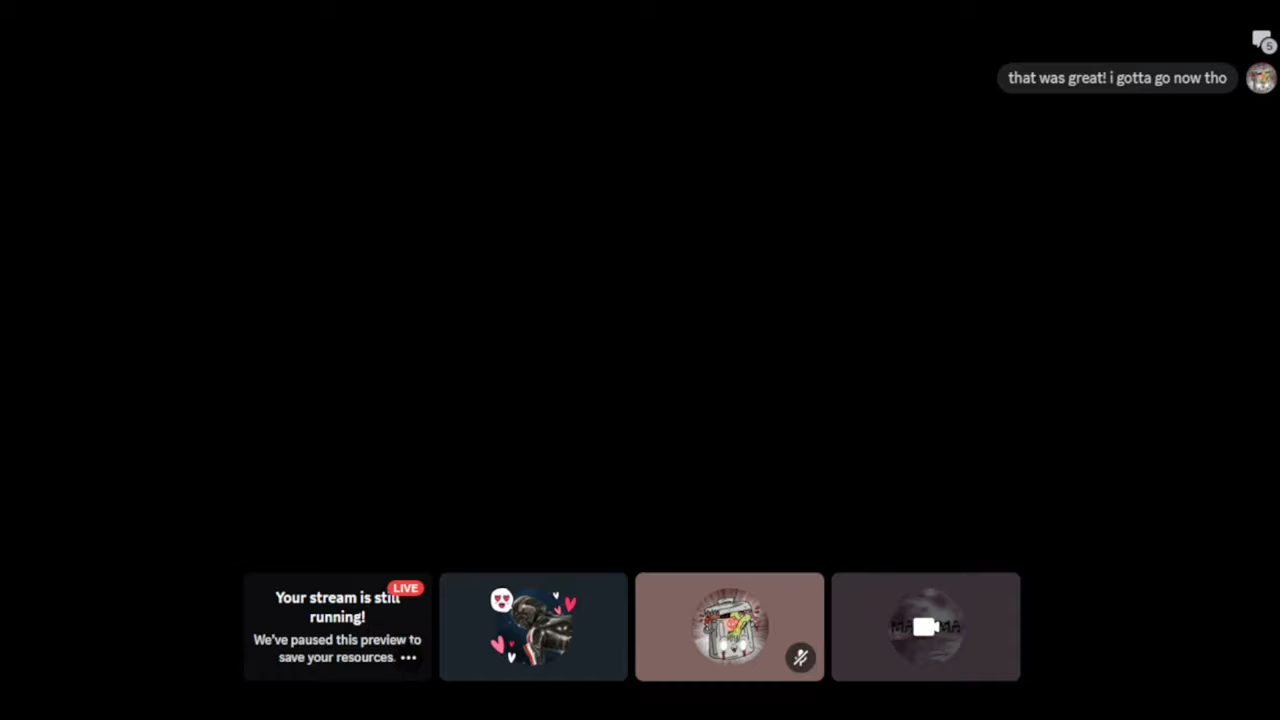 5
that was great! i gotta go now tho
LIVE
Your stream is still
running!
We've paused this preview to
save your resources.